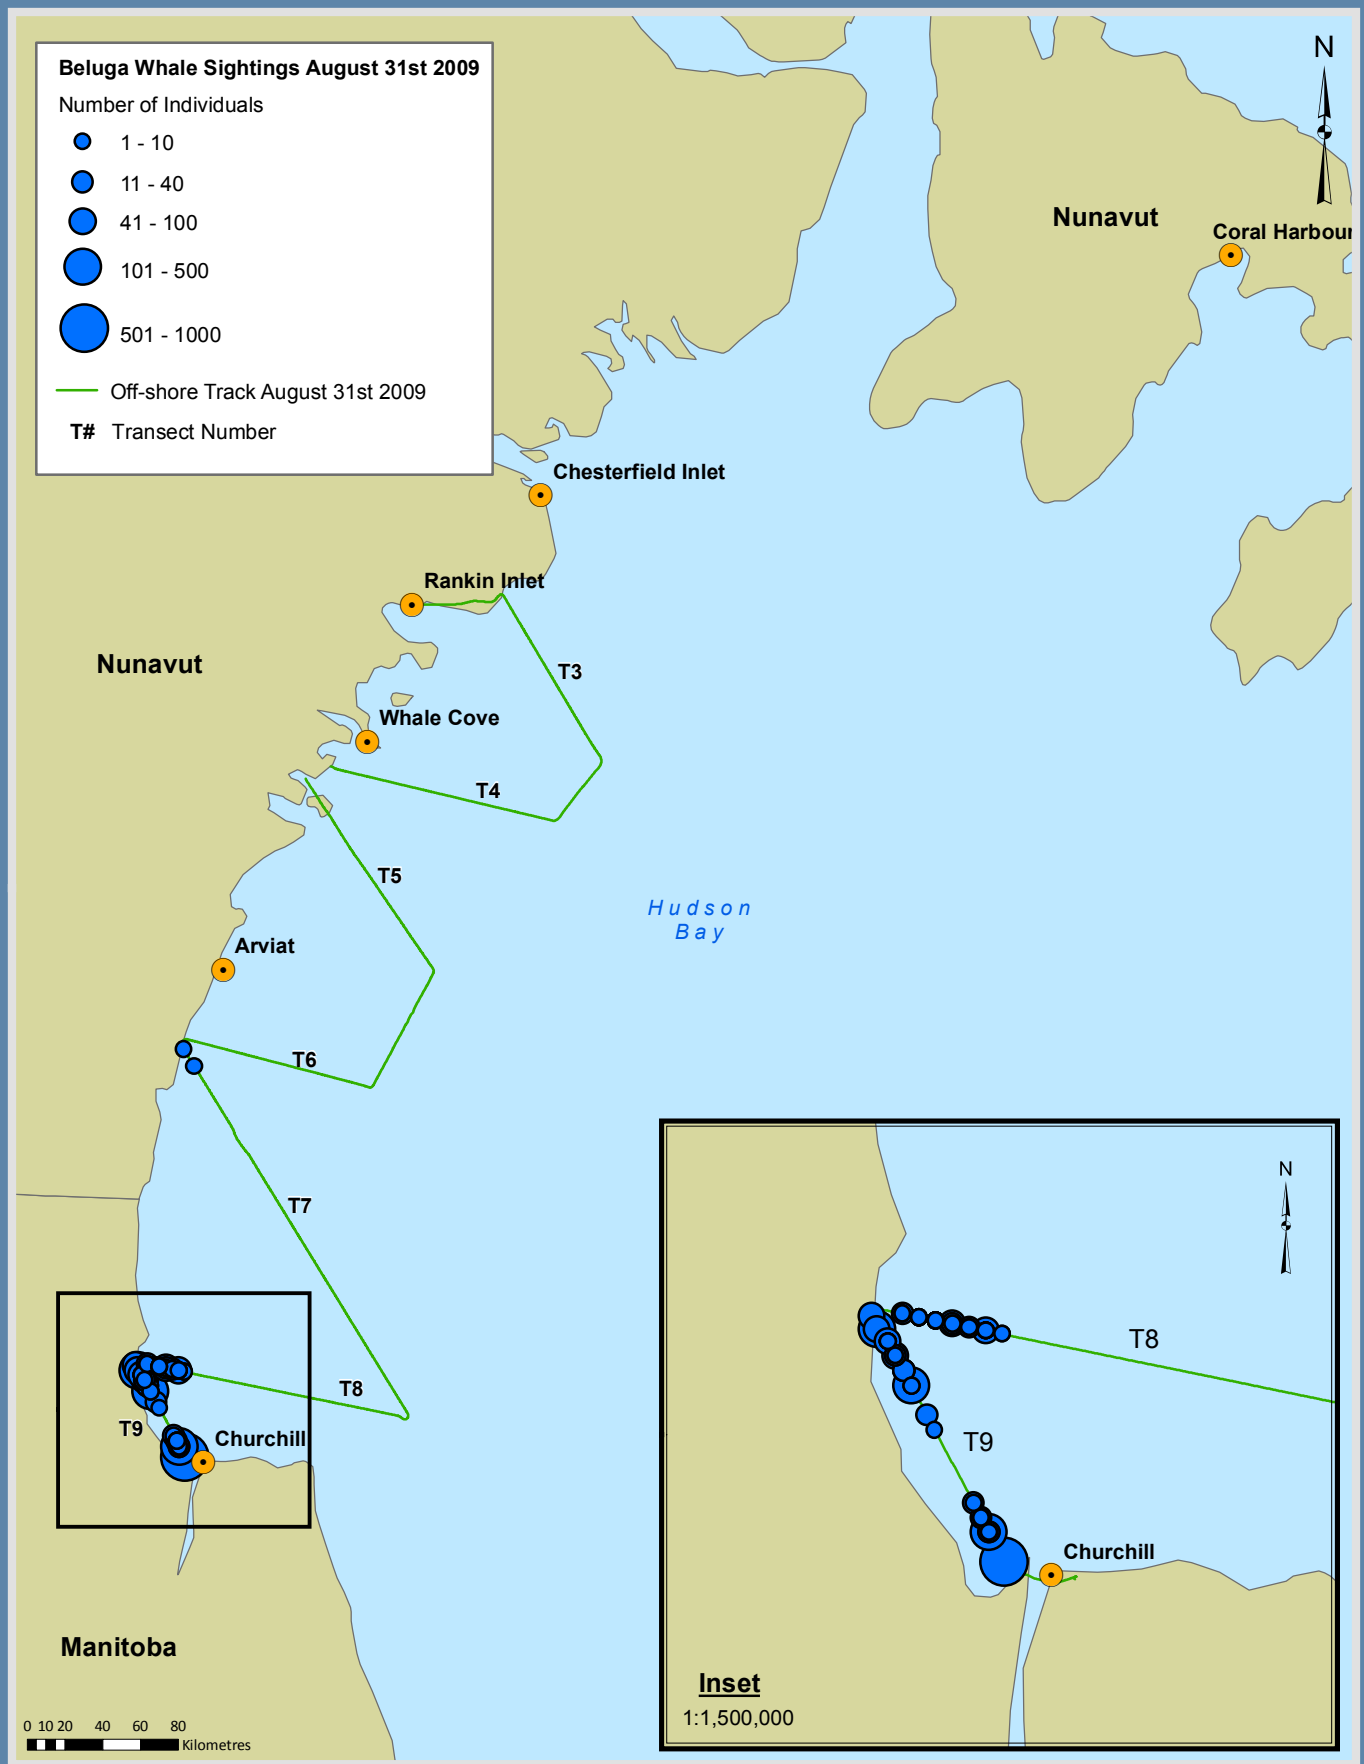 Beluga Whale Sightings August 31st 2009
Number of Individuals
1 - 10
11 - 40
41 - 100
101 - 500
501 - 1000
Off-shore Track August 31st 2009
T# Transect Number
N
Nunavut
Coral Harbour
Chesterfield Inlet
Rankin Inlet
T3
Nunavut
Whale Cove
T4
T5
Hudson
Bay
Arviat
T6
T7
T8
T9
Churchill
Manitoba
0 10 20 40 60 80
Kilometres
N
T8
T9
Churchill
Inset
1:1,500,000